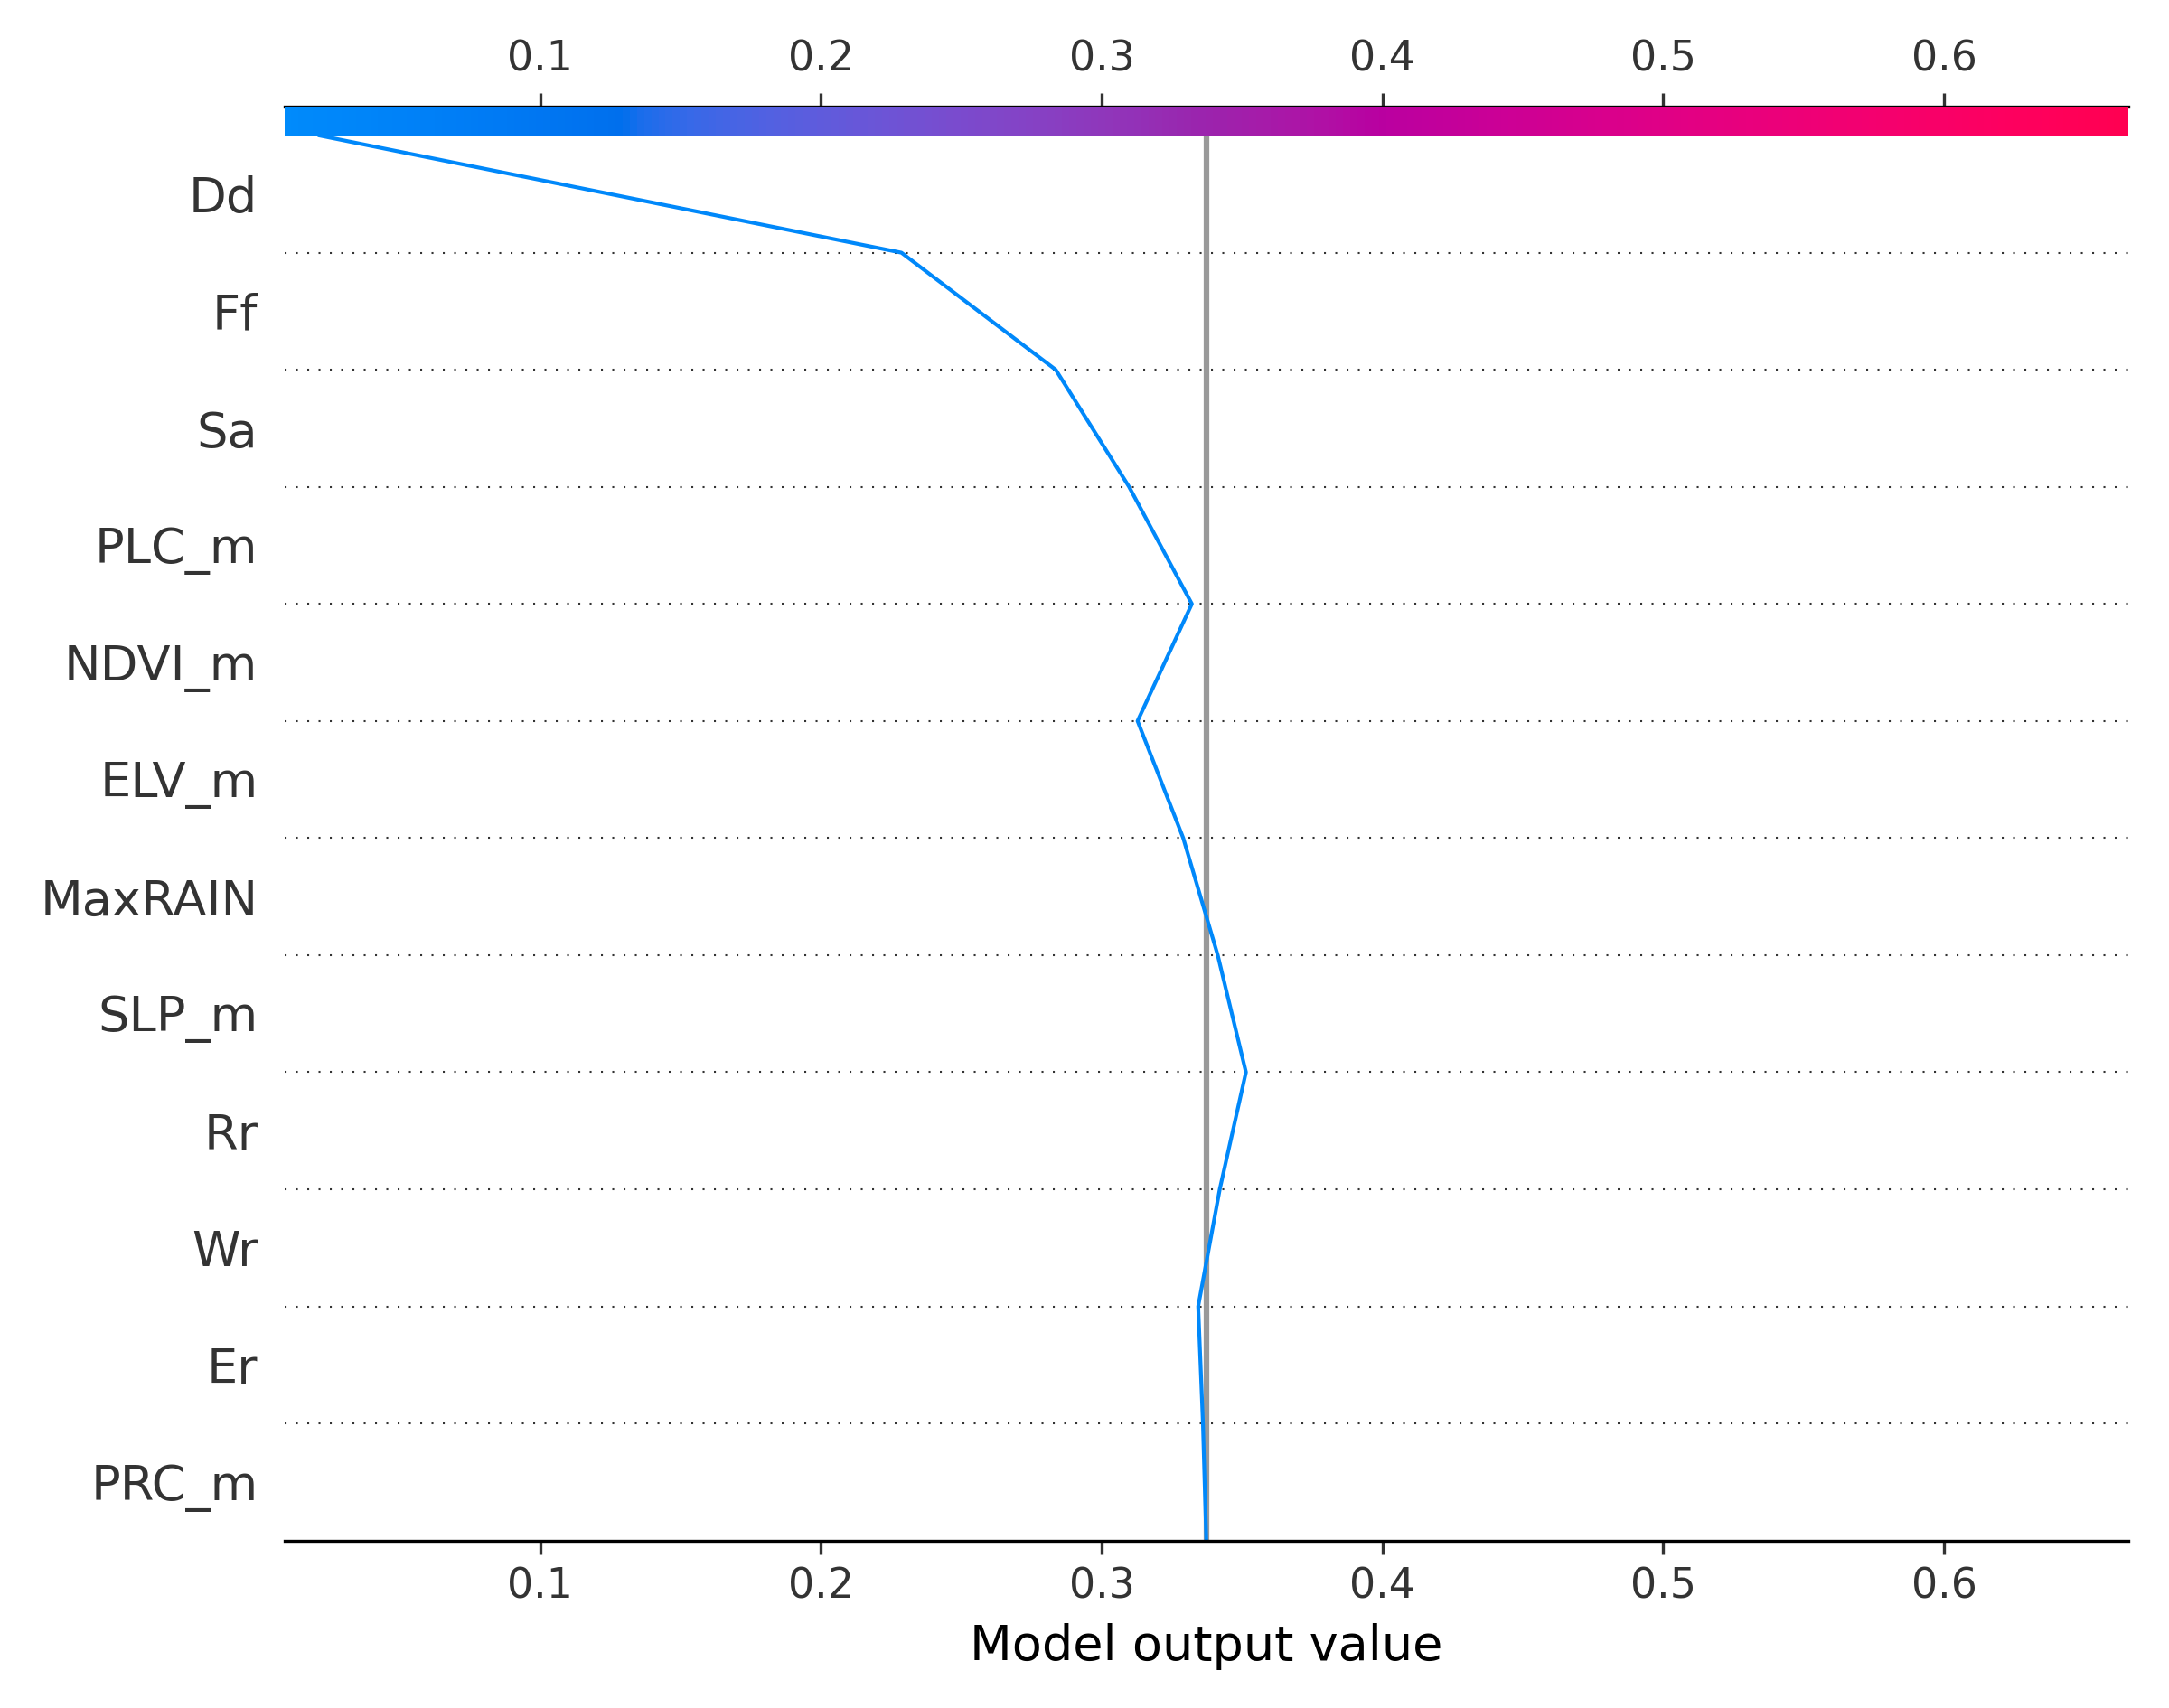 0.1 0.2 0.3 0.4 0.5 0.6
Dd
Ff
Sa
PLC_m
NDVI_m
ELV_m
MaxRAIN
SLP_m
Rr
Wr
Er
PRC_m
0.1 0.2 0.3 0.4 0.5 0.6
Model output value